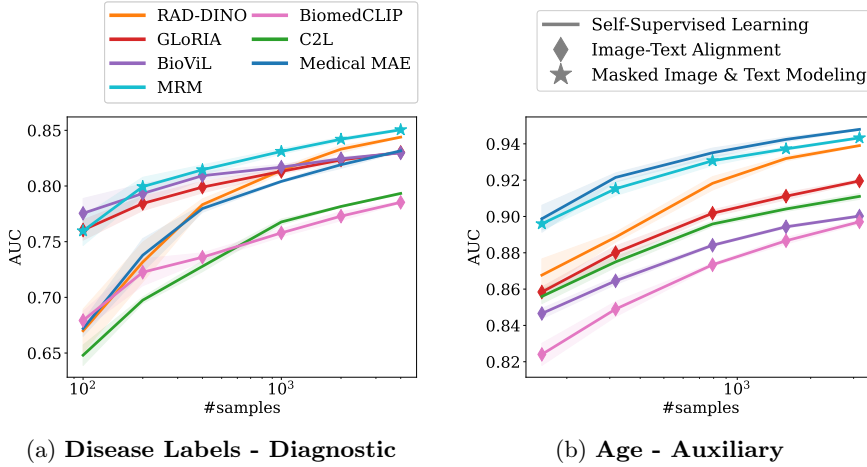 RAD-DINO
GLoRIA
BioViL
MRM
BiomedCLIP
C2L
Medical MAE
Self-Supervised Learning
Image-Text Alignment
Masked Image & Text Modeling
0.85
0.80
0.75
0.70
0.65
AUC
10²
10³
#samples
0.94
0.92
0.90
0.88
0.86
0.84
0.82
AUC
10³
#samples
(a) Disease Labels - Diagnostic
(b) Age - Auxiliary